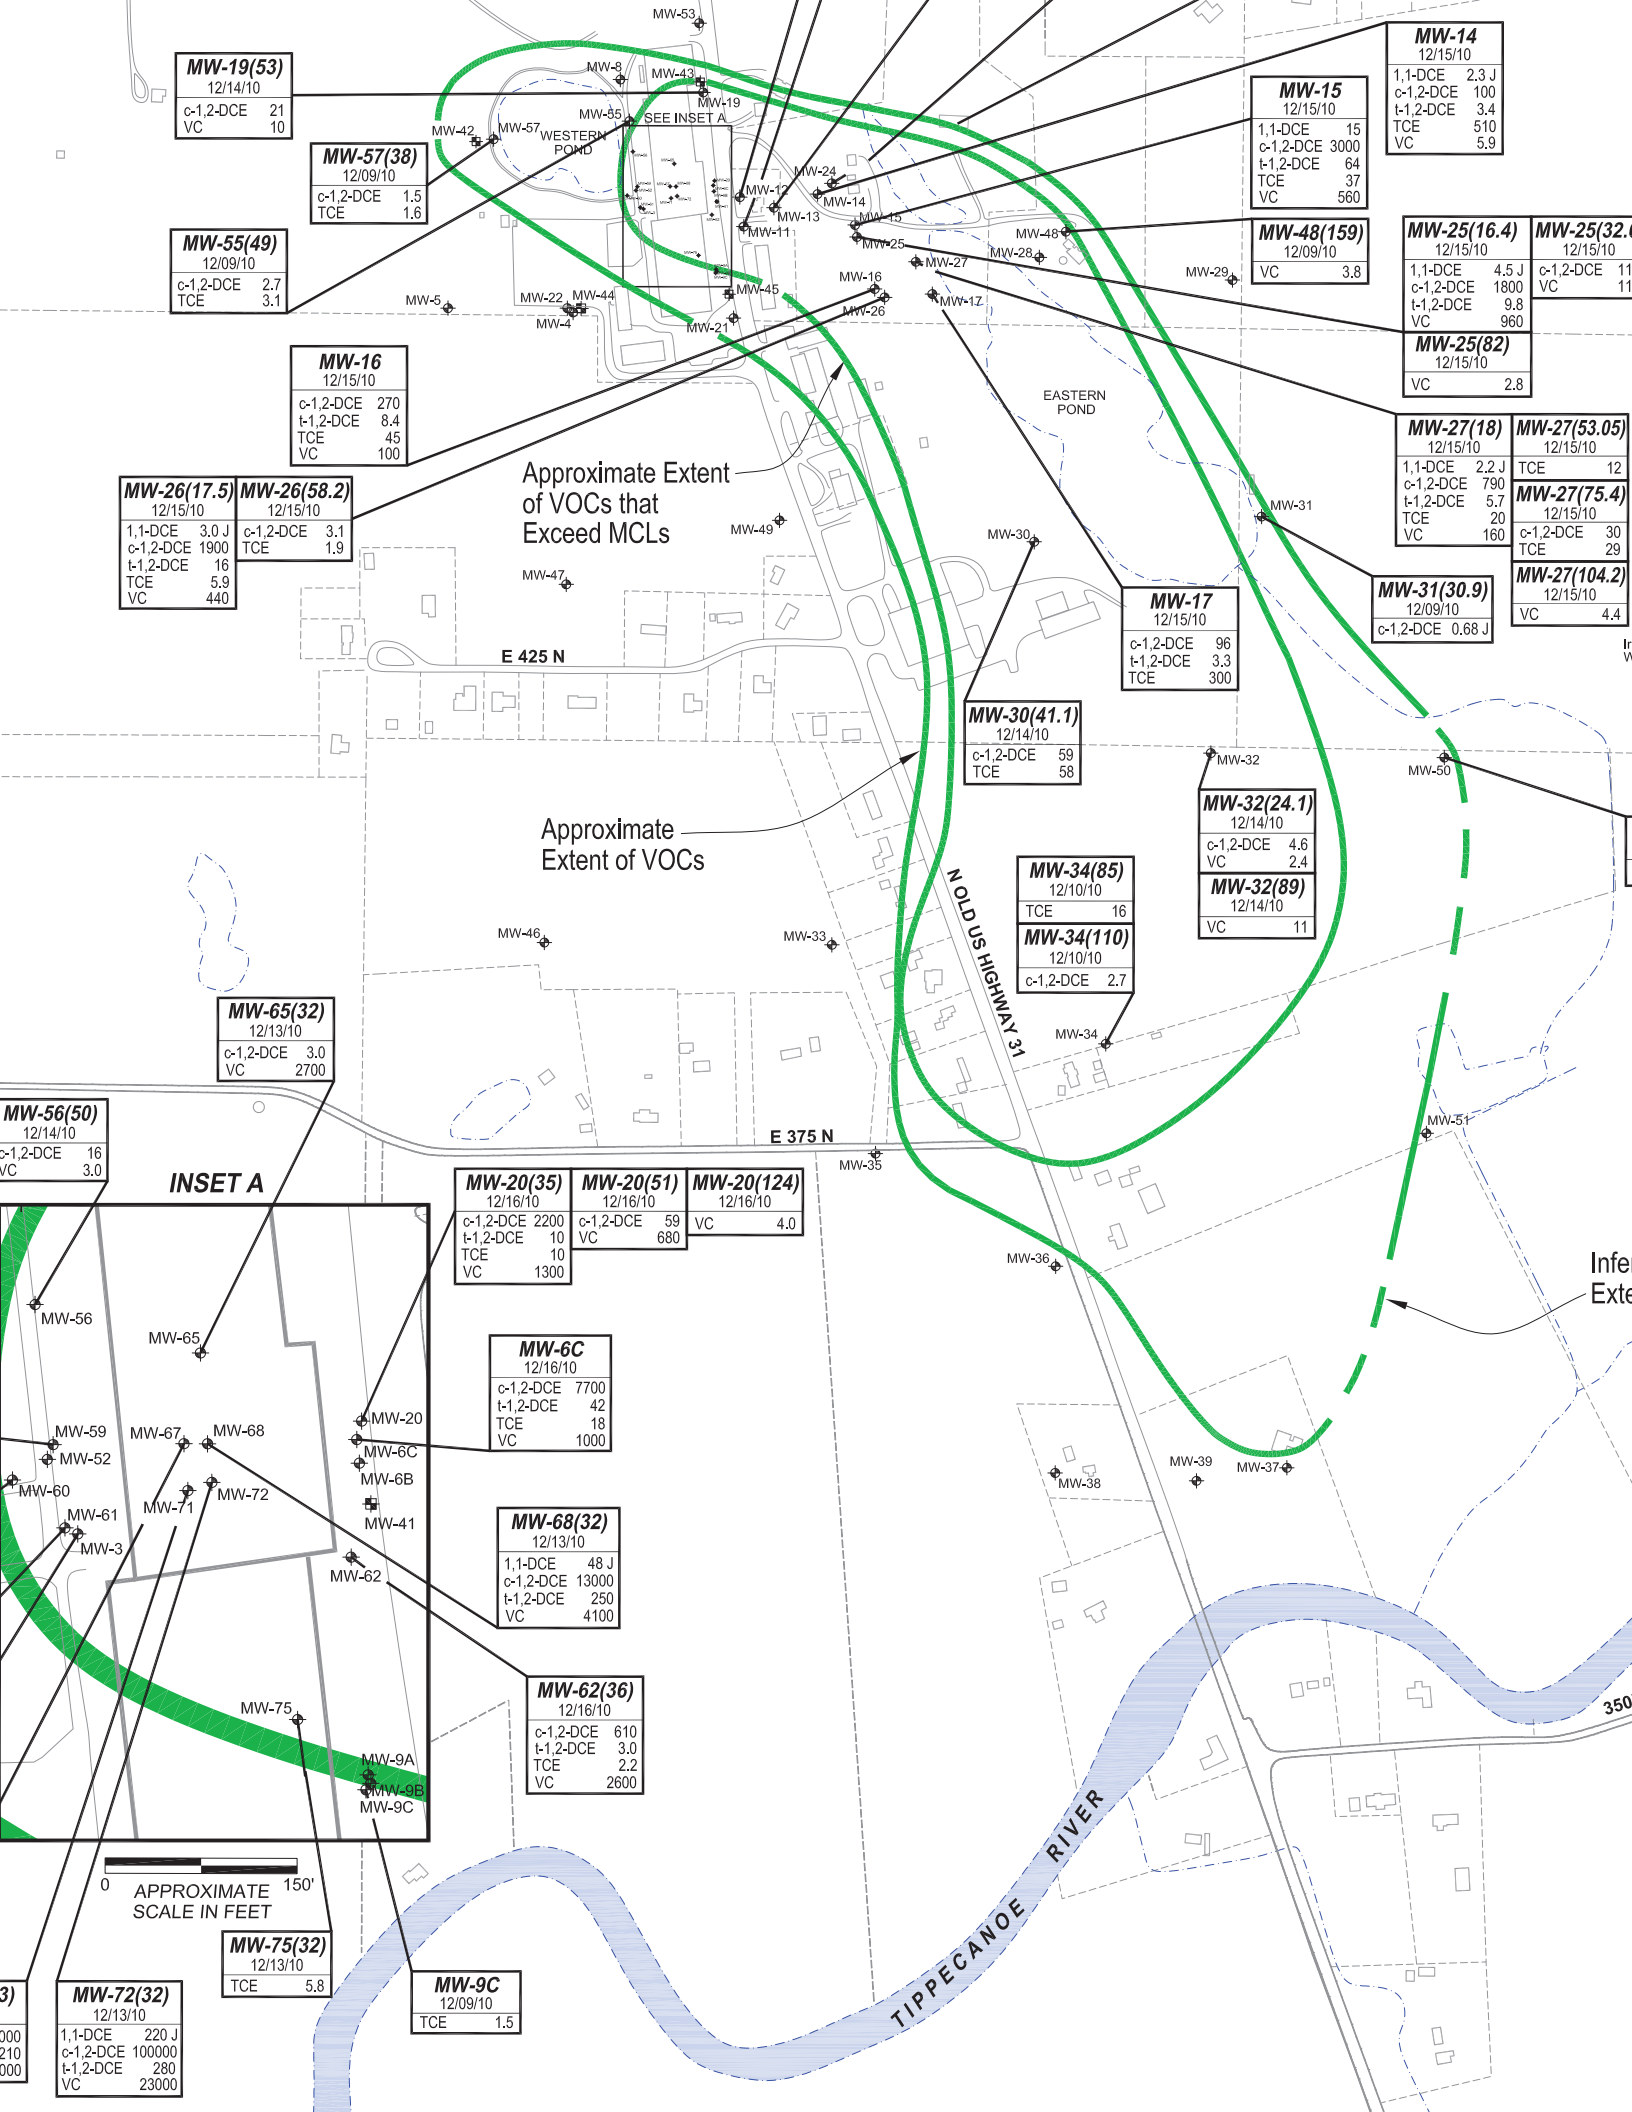 MW-53
MW-19(53)
12/14/10
c-1,2-DCE 21
VC 10
MW-8
MW-43
MW-19
MW-55
SEE INSET A
MW-42
MW-57
WESTERN
POND
MW-14
12/15/10
1,1-DCE 2.3 J
c-1,2-DCE 100
t-1,2-DCE 3.4
TCE 510
VC 5.9
MW-15
12/15/10
1,1-DCE 15
c-1,2-DCE 3000
t-1,2-DCE 64
TCE 37
VC 560
MW-57(38)
12/09/10
c-1,2-DCE 1.5
TCE 1.6
MW-24
MW-12
MW-14
MW-13
MW-11
MW-15
MW-25
MW-48
MW-28
MW-27
MW-29
MW-16
MW-17
MW-26
MW-45
MW-21
MW-5
MW-22
MW-44
MW-4
MW-55(49)
12/09/10
c-1,2-DCE 2.7
TCE 3.1
MW-48(159)
12/09/10
VC 3.8
MW-25(16.4)
12/15/10
1,1-DCE 4.5 J
c-1,2-DCE 1800
t-1,2-DCE 9.8
VC 960
MW-25(32.
12/15/10
c-1,2-DCE 11
VC 11
MW-25(82)
12/15/10
VC 2.8
MW-16
12/15/10
c-1,2-DCE 270
t-1,2-DCE 8.4
TCE 45
VC 100
EASTERN
POND
MW-27(18)
12/15/10
1,1-DCE 2.2 J
c-1,2-DCE 790
t-1,2-DCE 5.7
TCE 20
VC 160
MW-27(53.05)
12/15/10
TCE 12
MW-27(75.4)
12/15/10
c-1,2-DCE 30
TCE 29
MW-27(104.2)
12/15/10
VC 4.4
MW-26(17.5)
12/15/10
1,1-DCE 3.0 J
c-1,2-DCE 1900
t-1,2-DCE 16
TCE 5.9
VC 440
MW-26(58.2)
12/15/10
c-1,2-DCE 3.1
TCE 1.9
Approximate Extent
of VOCs that
Exceed MCLs
MW-49
MW-47
MW-30
MW-31
MW-31(30.9)
12/09/10
c-1,2-DCE 0.68 J
MW-17
12/15/10
c-1,2-DCE 96
t-1,2-DCE 3.3
TCE 300
E 425 N
MW-30(41.1)
12/14/10
c-1,2-DCE 59
TCE 58
MW-32
MW-50
MW-32(24.1)
12/14/10
c-1,2-DCE 4.6
VC 2.4
MW-32(89)
12/14/10
VC 11
Approximate
Extent of VOCs
N OLD US HIGHWAY 31
MW-34(85)
12/10/10
TCE 16
MW-34(110)
12/10/10
c-1,2-DCE 2.7
MW-46
MW-33
MW-34
MW-65(32)
12/13/10
c-1,2-DCE 3.0
VC 2700
MW-56(50)
12/14/10
c-1,2-DCE 16
VC 3.0
E 375 N
MW-35
MW-51
INSET A
MW-20(35)
12/16/10
c-1,2-DCE 2200
t-1,2-DCE 10
TCE 10
VC 1300
MW-20(51)
12/16/10
c-1,2-DCE 59
VC 680
MW-20(124)
12/16/10
VC 4.0
MW-36
MW-56
MW-65
MW-6C
12/16/10
c-1,2-DCE 7700
t-1,2-DCE 42
TCE 18
VC 1000
MW-59
MW-67
MW-68
MW-20
MW-52
MW-6C
MW-60
MW-6B
MW-71
MW-72
MW-61
MW-41
MW-3
MW-62
MW-38
MW-39
MW-37
MW-68(32)
12/13/10
1,1-DCE 48 J
c-1,2-DCE 13000
t-1,2-DCE 250
VC 4100
MW-62(36)
12/16/10
c-1,2-DCE 610
t-1,2-DCE 3.0
TCE 2.2
VC 2600
MW-75
MW-9A
MW-9B
MW-9C
350
0 150'
APPROXIMATE
SCALE IN FEET
TIPPECANOE RIVER
MW-75(32)
12/13/10
TCE 5.8
MW-9C
12/09/10
TCE 1.5
3)
000
210
000
MW-72(32)
12/13/10
1,1-DCE 220 J
c-1,2-DCE 100000
t-1,2-DCE 280
VC 23000